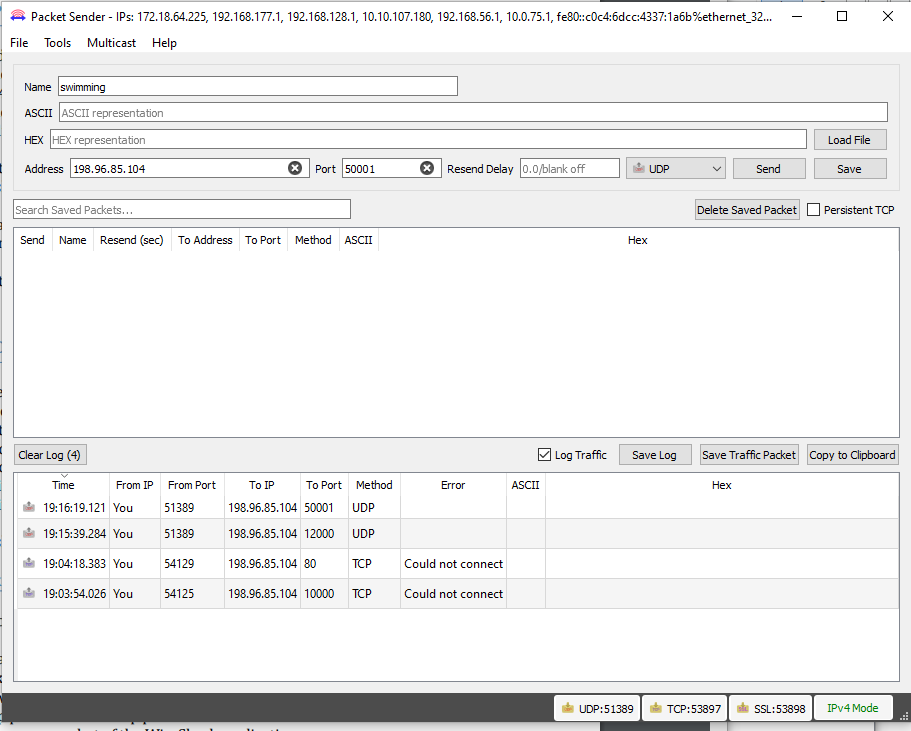 Packet Sender - IPs: 172.18.64.225, 192.168.177.1, 192.168.128.1, 10.10.107.180, 192.168.56.1, 10.0.75.1, fe80::c0c4:6dcc:4337:1a6b%ethernet_32...
File Tools Multicast Help
Name swimming
ASCII ASCII representation
HEX HEX representation Load File
Address 198.96.85.104 Port 50001 Resend Delay 0.0/blank off UDP Send Save
Search Saved Packets... Delete Saved Packet Persistent TCP
Send Name Resend (sec) To Address To Port Method ASCII Hex
Clear Log (4) Log Traffic Save Log Save Traffic Packet Copy to Clipboard
Time From IP From Port To IP To Port Method Error ASCII Hex
19:16:19.121 You 51389 198.96.85.104 50001 UDP
19:15:39.284 You 51389 198.96.85.104 12000 UDP
19:04:18.383 You 54129 198.96.85.104 80 TCP Could not connect
19:03:54.026 You 54125 198.96.85.104 10000 TCP Could not connect
UDP:51389 TCP:53897 SSL:53898 IPv4 Mode